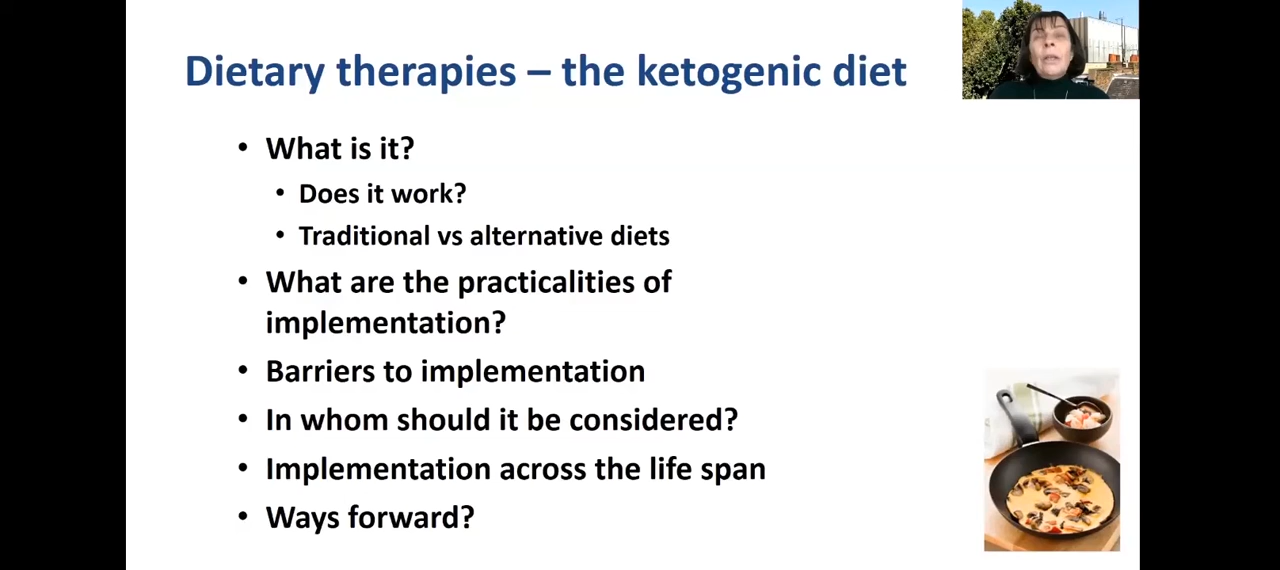 Dietary therapies – the ketogenic diet
• What is it?
• Does it work?
• Traditional vs alternative diets
• What are the practicalities of
implementation?
• Barriers to implementation
• In whom should it be considered?
• Implementation across the life span
• Ways forward?